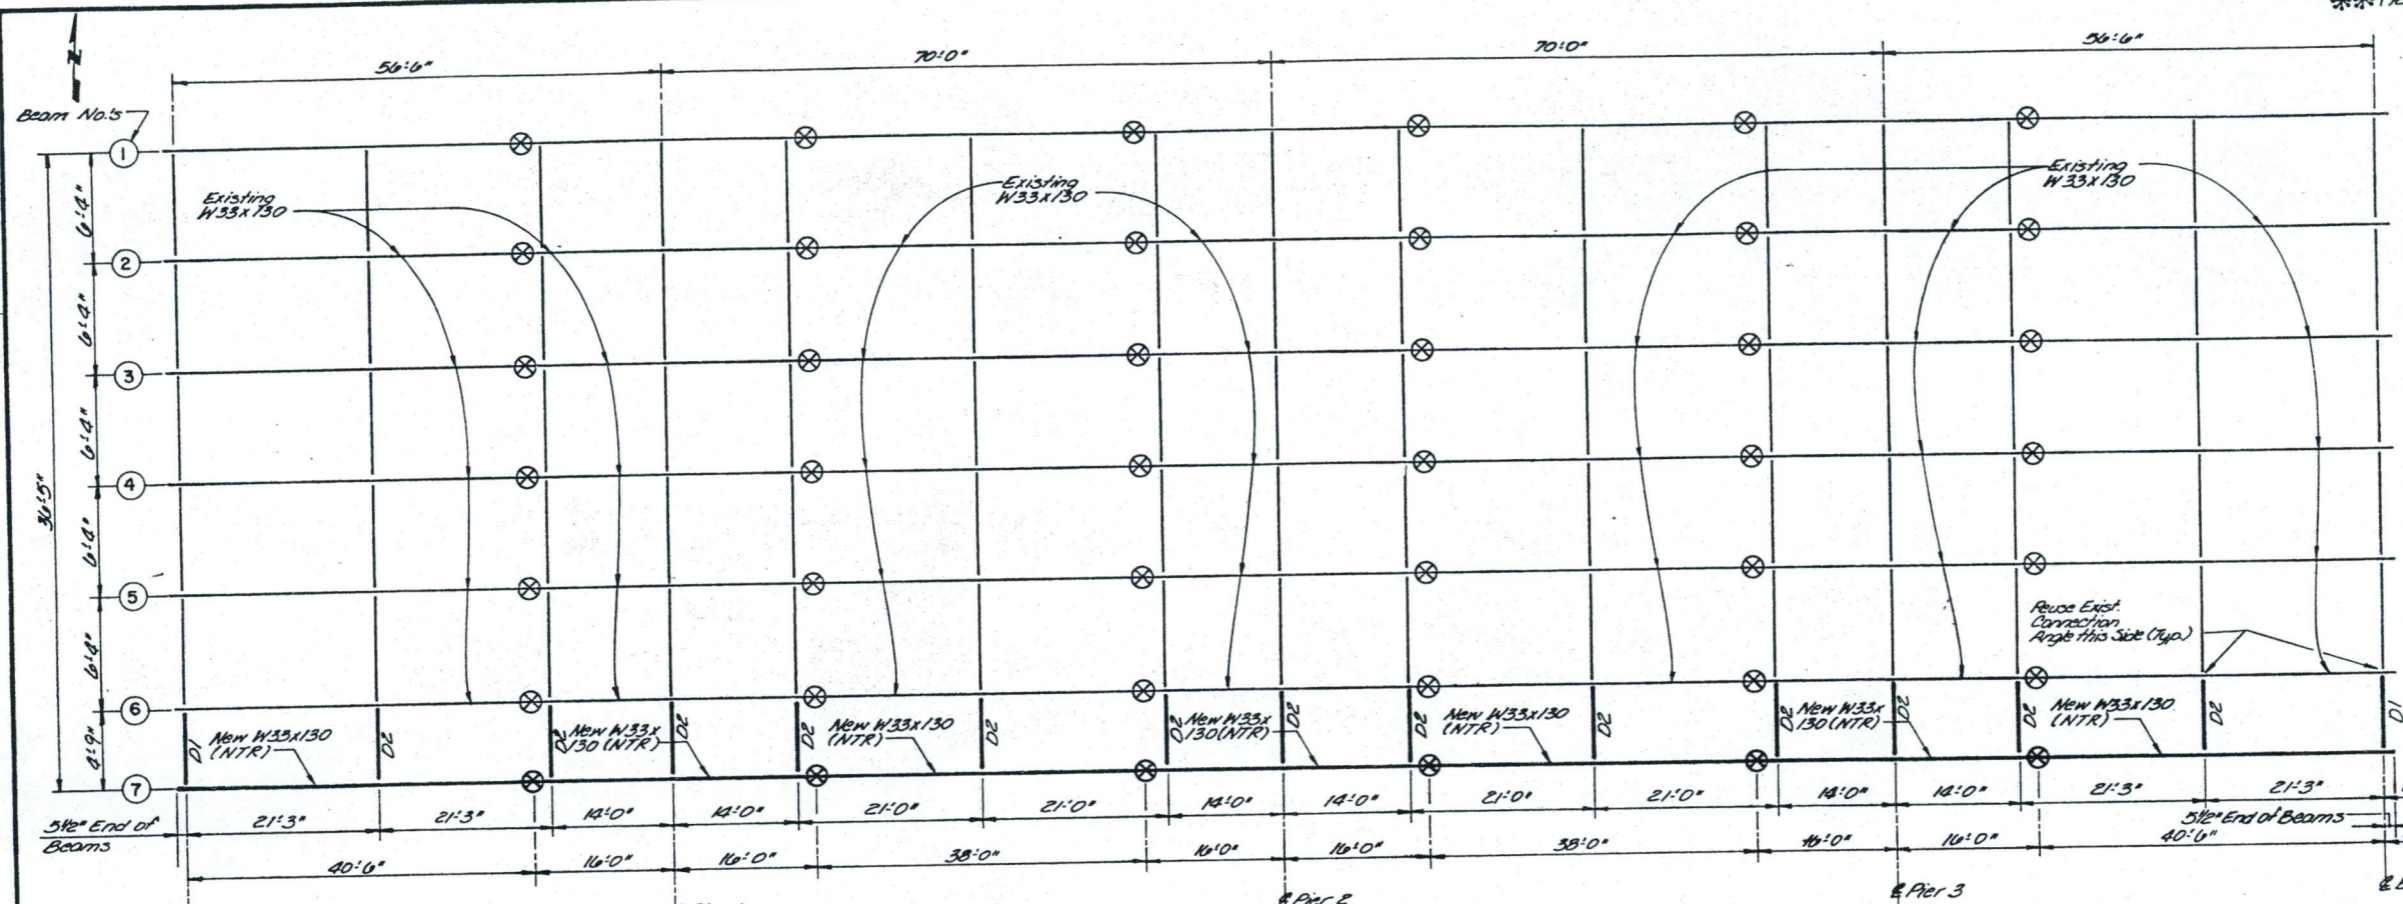 N
56'-6"
70'-0"
70'-0"
56'-6"
Beam No.'s
1
2
3
4
5
6
7
36'-5"
6'-4"
6'-4"
6'-4"
6'-4"
6'-4"
4'-9"
Existing
W33x130
Existing
W33x130
Existing
W33x130
Reuse Exist.
Connection
Angle this Side (Typ.)
D1
New W33x130
(NTR)
D2
D2
New W33x
130 (NTR)
D2
D2
New W33x130
(NTR)
D2
D2
New W33x
130(NTR)
D2
D2
New W33x130
(NTR)
D2
D2
New W33x
130(NTR)
D2
D2
New W33x130
(NTR)
D2
D1
5½" End of
Beams
21'-3"
21'-3"
14'-0"
14'-0"
21'-0"
21'-0"
14'-0"
14'-0"
21'-0"
21'-0"
14'-0"
14'-0"
21'-3"
21'-3"
5½" End of Beams
40'-6"
16'-0"
16'-0"
38'-0"
16'-0"
16'-0"
38'-0"
16'-0"
16'-0"
40'-6"
℄ Pier 2
℄ Pier 3